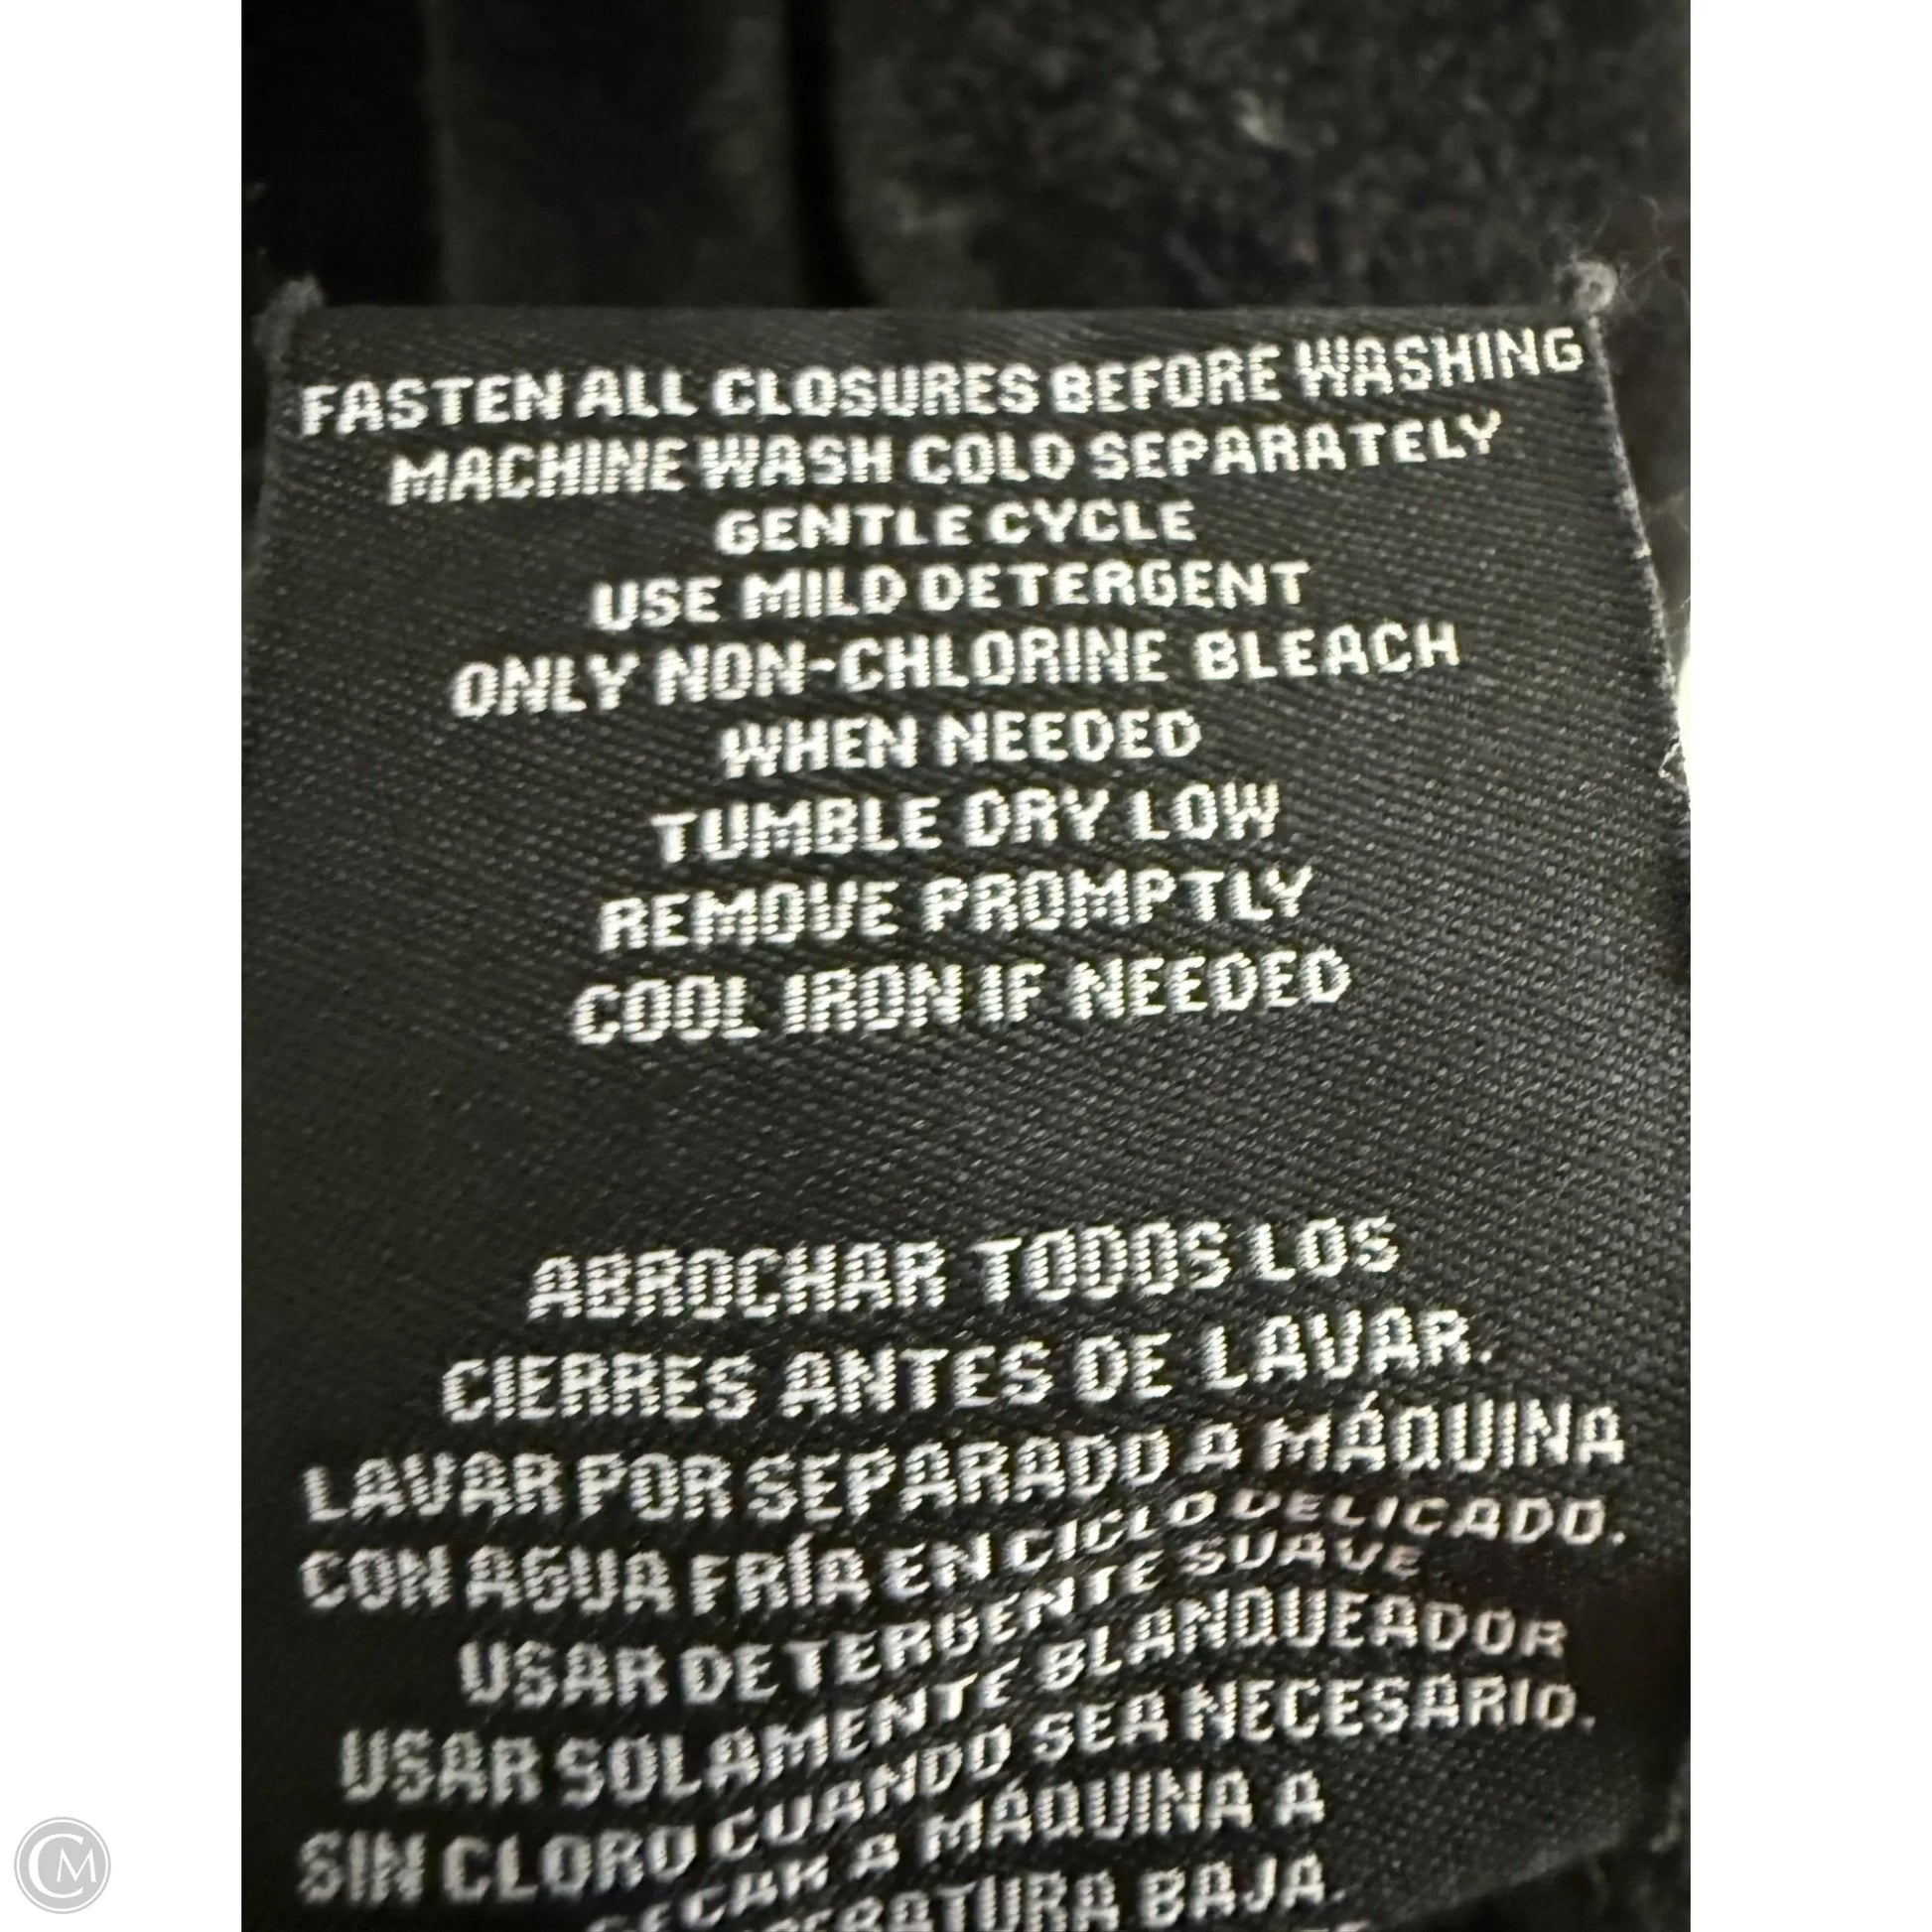 FASTEN ALL CLOSURES BEFORE WASHING
MACHINE WASH COLD SEPARATELY
GENTLE CYCLE
USE MILD DETERGENT
ONLY NON-CHLORINE BLEACH
WHEN NEEDED
TUMBLE DRY LOW
REMOVE PROMPTLY
COOL IRON IF NEEDED
ABROCHAR TODOS LOS
CIERRES ANTES DE LAVAR.
LAVAR POR SEPARADO A MÁQUINA
CON AGUA FRÍA EN CICLO DELICADO.
USAR DETERGENTE SUAVE
USAR SOLAMENTE BLANQUEADOR
SIN CLORO CUANDO SEA NECESARIO.
SECAR A MÁQUINA A
BAJA.
CM